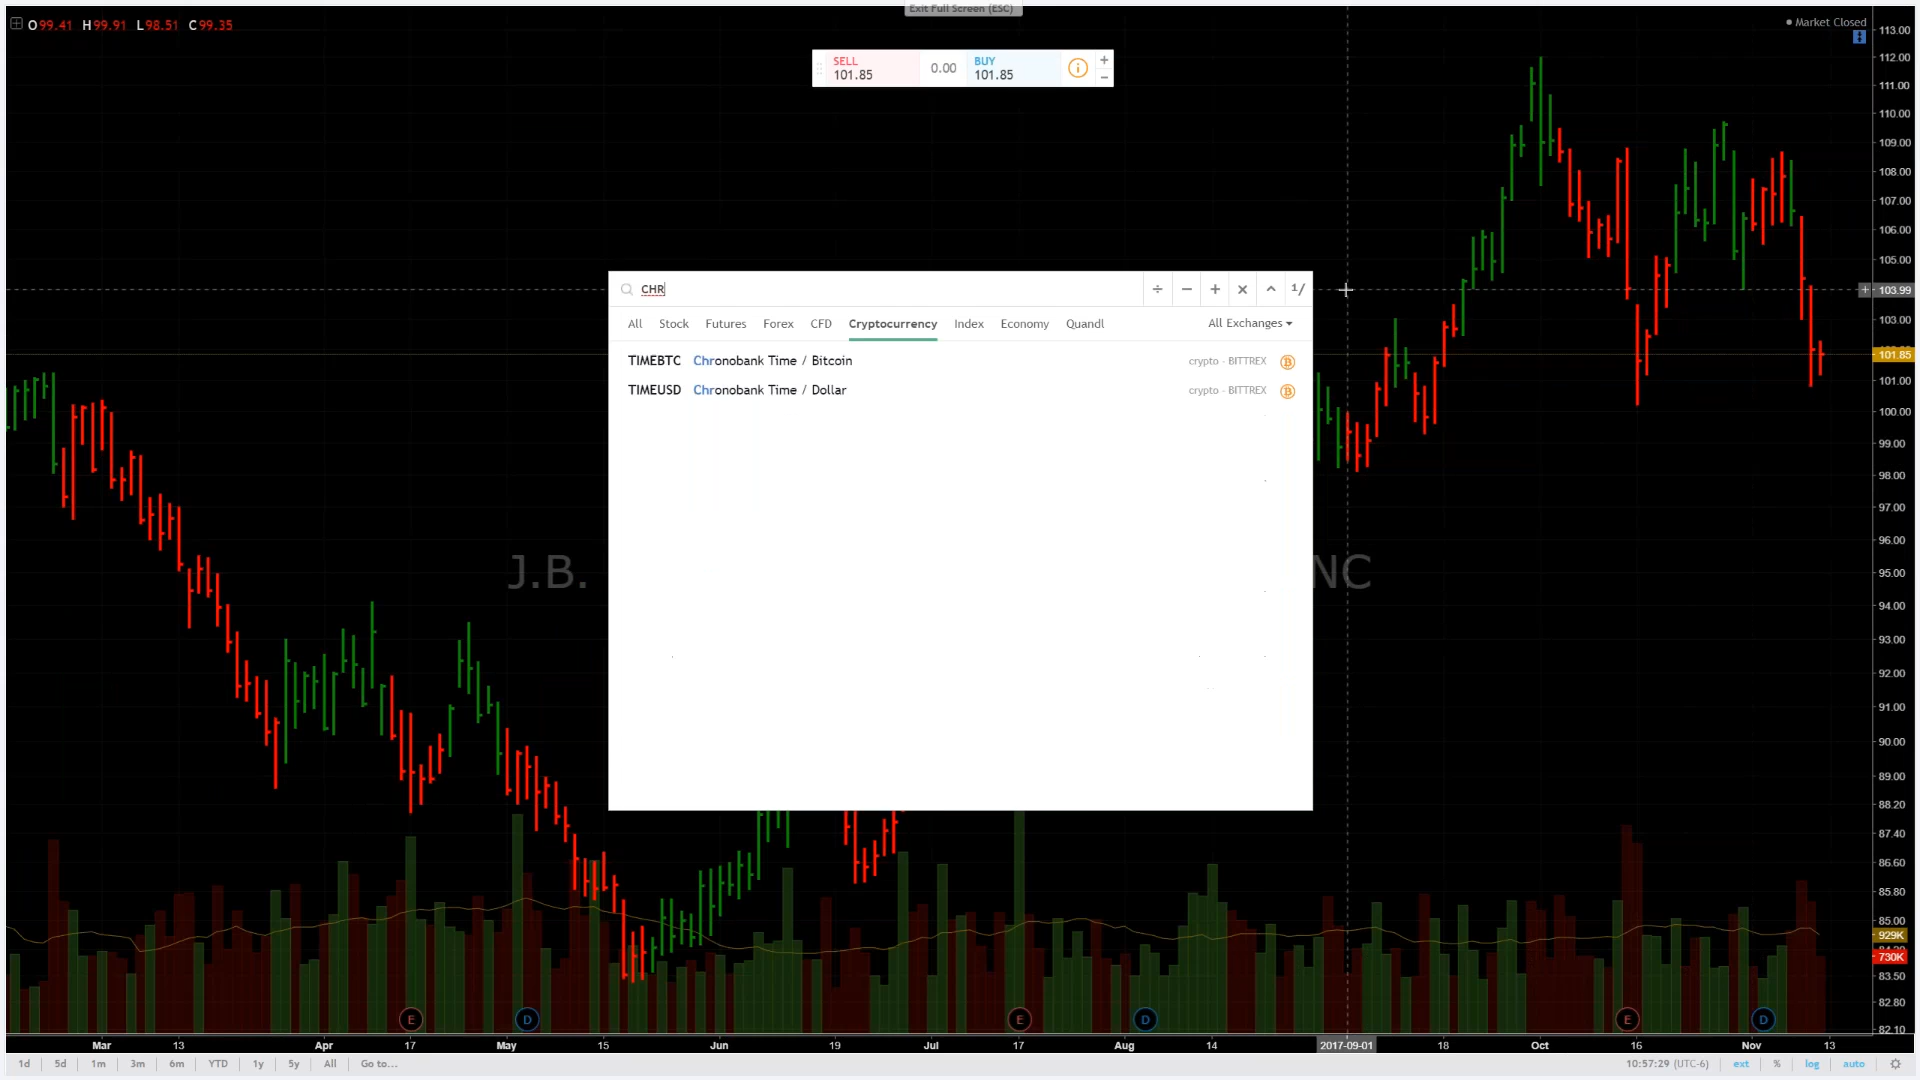 Exit Full Screen (ESC)
O99.41 H99.91 L98.51 C99.35
Market Closed
SELL
101.85
0.00
BUY
101.85
CHR
÷ − + × ^ 1/
All Stock Futures Forex CFD Cryptocurrency Index Economy Quandl All Exchanges
TIMEBTC Chronobank Time / Bitcoin crypto - BITTREX
TIMEUSD Chronobank Time / Dollar crypto - BITTREX
J.B.
NC
113.00
112.00
111.00
110.00
109.00
108.00
107.00
106.00
105.00
103.99
103.00
101.85
101.00
100.00
99.00
98.00
97.00
96.00
95.00
94.00
93.00
92.00
91.00
90.00
89.00
88.20
87.40
86.60
85.80
85.00
929K
730K
83.50
82.80
82.10
E D E D E D
Mar 13 Apr 17 May 15 Jun 19 Jul 17 Aug 14 2017-09-01 18 Oct 16 Nov 13
1d 5d 1m 3m 6m YTD 1y 5y All Go to...
10:57:29 (UTC-6) ext % log auto